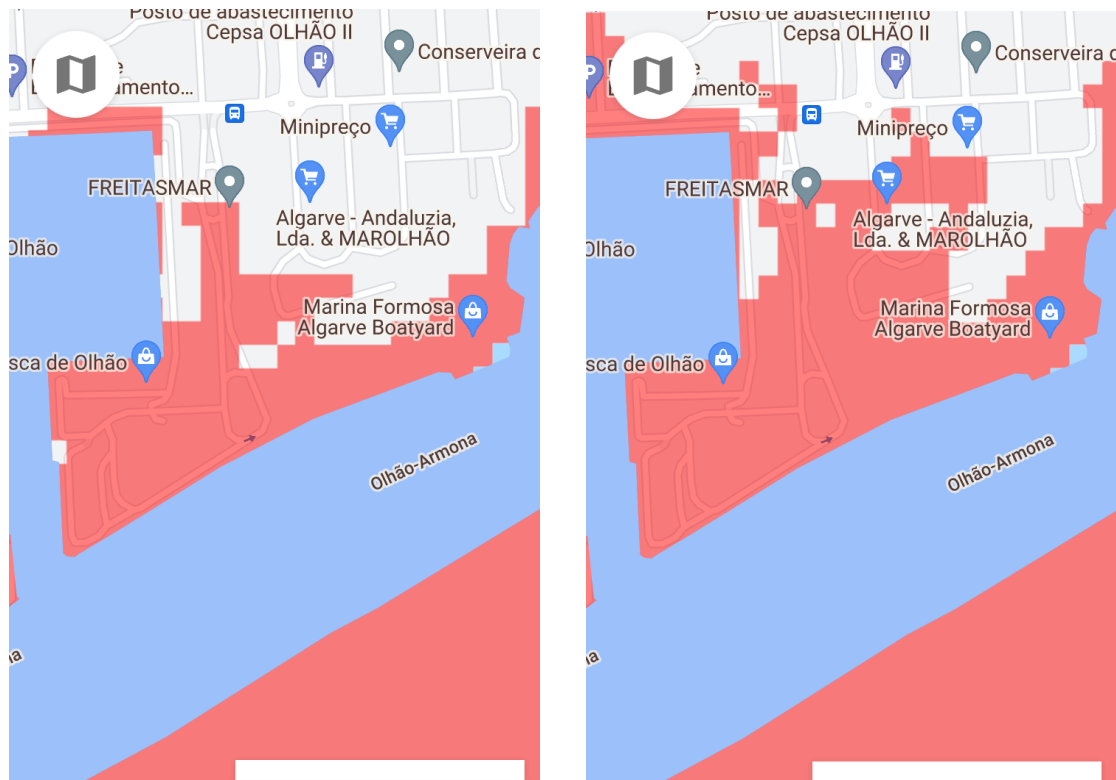 Posto de abastecimento
Cepsa OLHÃO II
Conserveira d
amento...
Minipreço
FREITASMAR
Algarve - Andaluzia,
Lda. & MAROLHÃO
Olhão
Marina Formosa
Algarve Boatyard
sca de Olhão
Olhão-Armona
na
Posto de abastecimento
Cepsa OLHÃO II
Conserveira c
amento...
Minipreço
FREITASMAR
Algarve - Andaluzia,
Lda. & MAROLHÃO
Olhão
Marina Formosa
Algarve Boatyard
sca de Olhão
Olhão-Armona
na